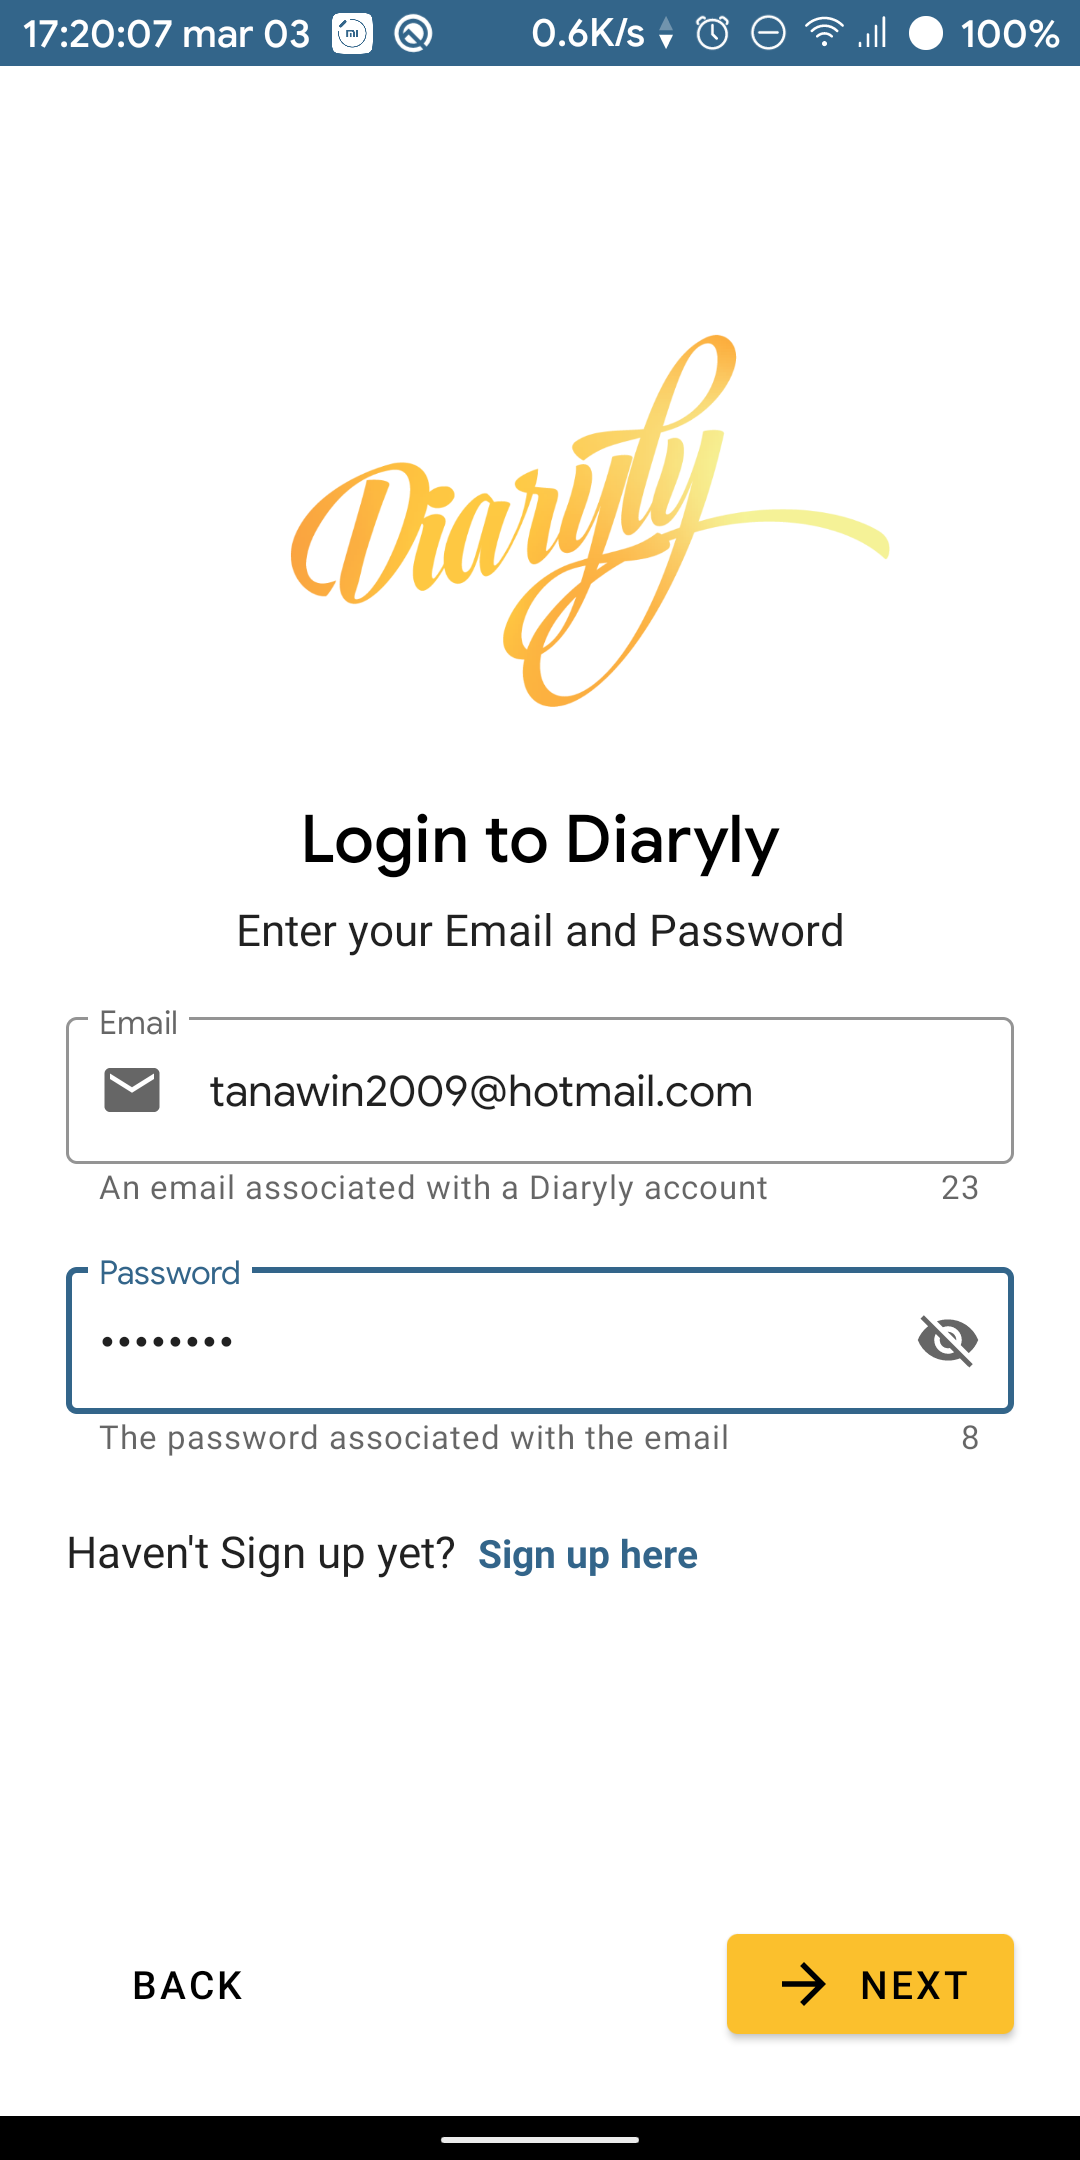 17:20:07 mar 03 mi 0.6K/s 100%
Diaryly
Login to Diaryly
Enter your Email and Password
Email
tanawin2009@hotmail.com
An email associated with a Diaryly account 23
Password
••••••••
The password associated with the email 8
Haven't Sign up yet? Sign up here
BACK NEXT